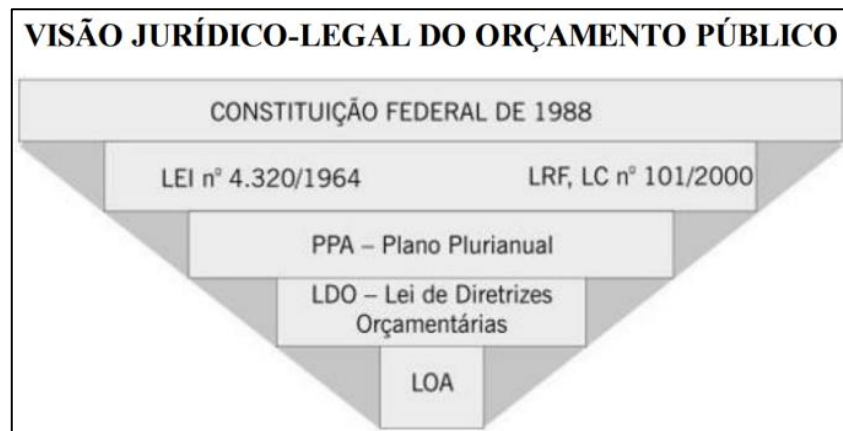 VISÃO JURÍDICO-LEGAL DO ORÇAMENTO PÚBLICO
CONSTITUIÇÃO FEDERAL DE 1988
LEI nº 4.320/1964 LRF, LC nº 101/2000
PPA – Plano Plurianual
LDO – Lei de Diretrizes
Orçamentárias
LOA